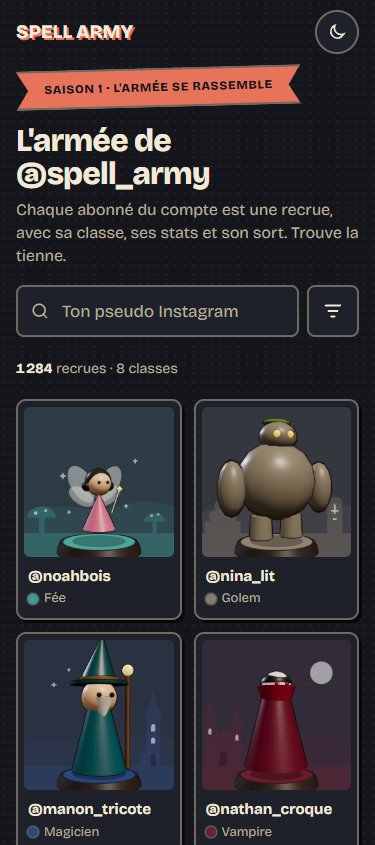 SPELL ARMY
SAISON 1 · L'ARMÉE SE RASSEMBLE
L'armée de
@spell_army
Chaque abonné du compte est une recrue,
avec sa classe, ses stats et son sort. Trouve la
tienne.
Ton pseudo Instagram
1 284 recrues · 8 classes
@noahbois
Fée
@nina_lit
Golem
@manon_tricote
Magicien
@nathan_croque
Vampire